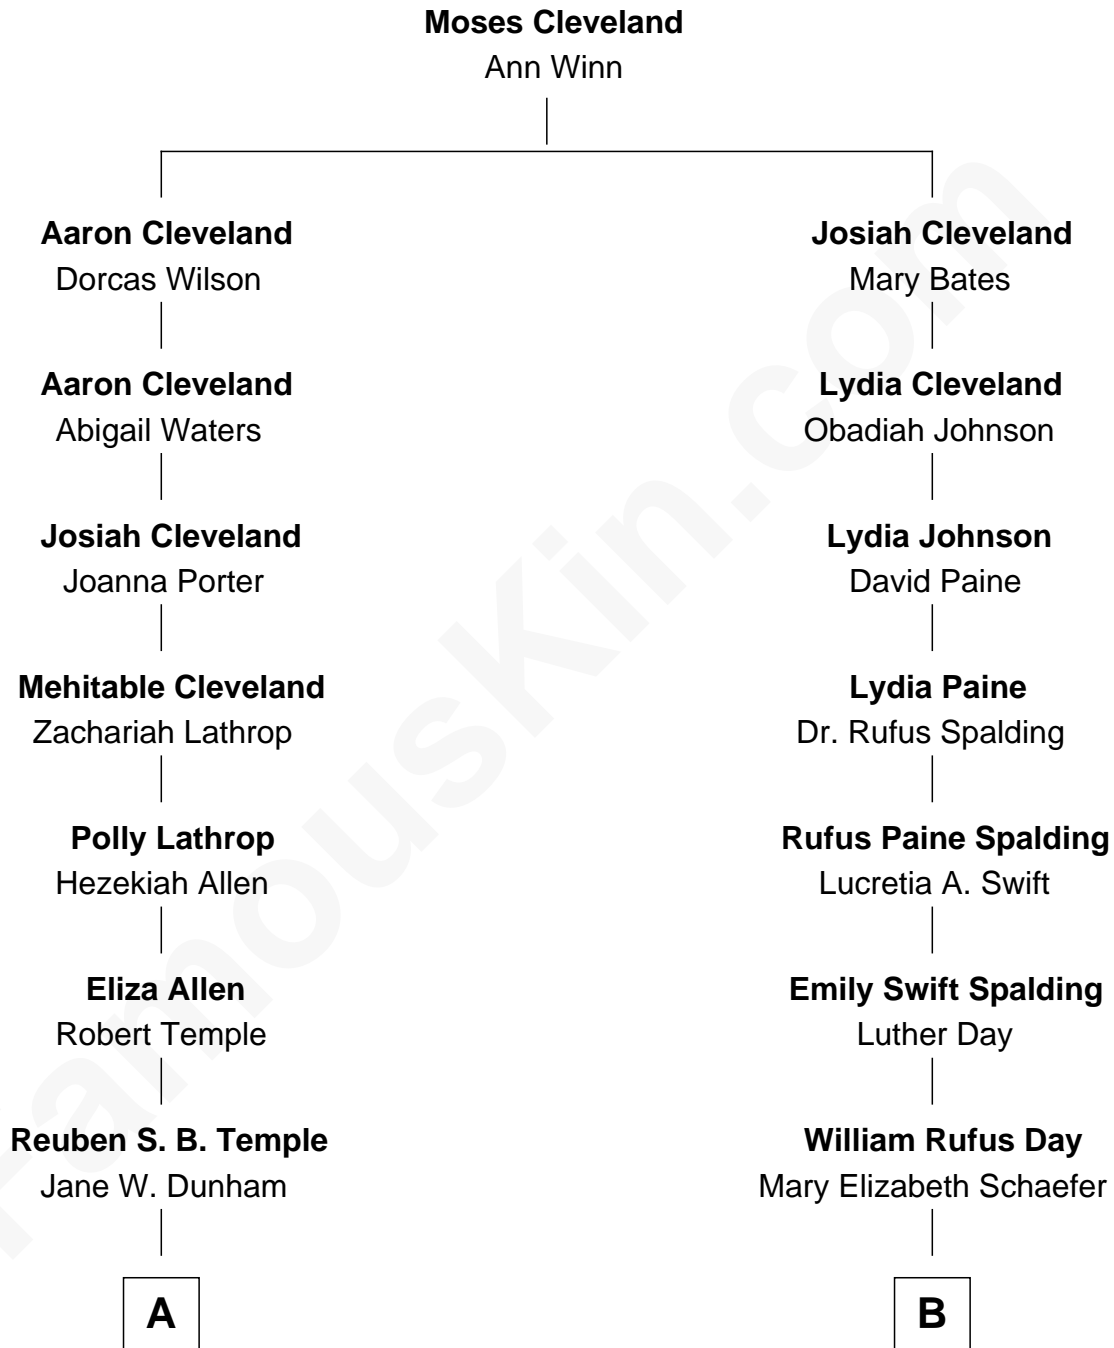 Moses Cleveland
Ann Winn
Aaron Cleveland
Dorcas Wilson
Josiah Cleveland
Mary Bates
Aaron Cleveland
Abigail Waters
Lydia Cleveland
Obadiah Johnson
Josiah Cleveland
Joanna Porter
Lydia Johnson
David Paine
Mehitable Cleveland
Zachariah Lathrop
Lydia Paine
Dr. Rufus Spalding
Polly Lathrop
Hezekiah Allen
Rufus Paine Spalding
Lucretia A. Swift
Eliza Allen
Robert Temple
Emily Swift Spalding
Luther Day
Reuben S. B. Temple
Jane W. Dunham
William Rufus Day
Mary Elizabeth Schaefer
A
B
FamousKin.com